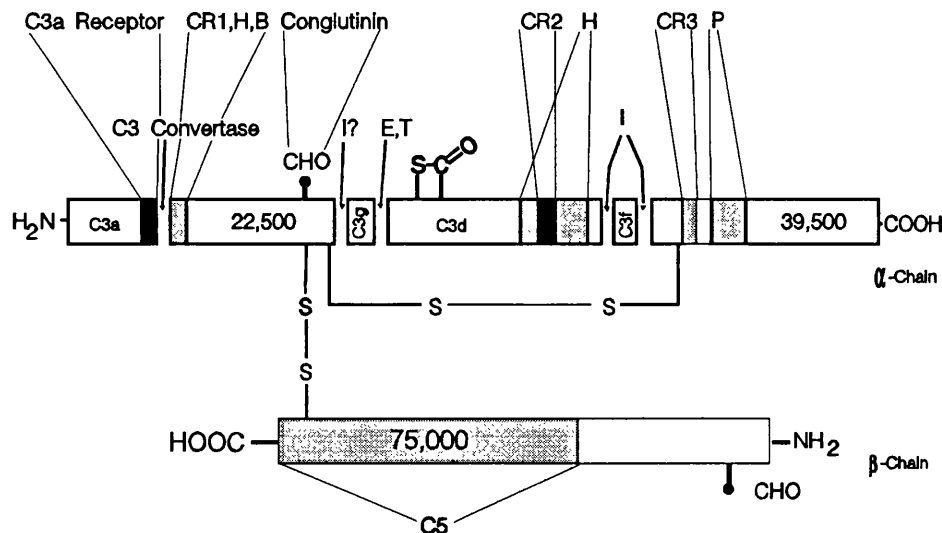 C3a Receptor CR1,H,B Conglutinin CR2 H CR3 P
C3 Convertase I? E,T I
CHO S C O
H₂N C3a 22,500 C3g C3d C3f 39,500 COOH
α-Chain
S S S
S
HOOC 75,000 NH₂
β-Chain
CHO
C5